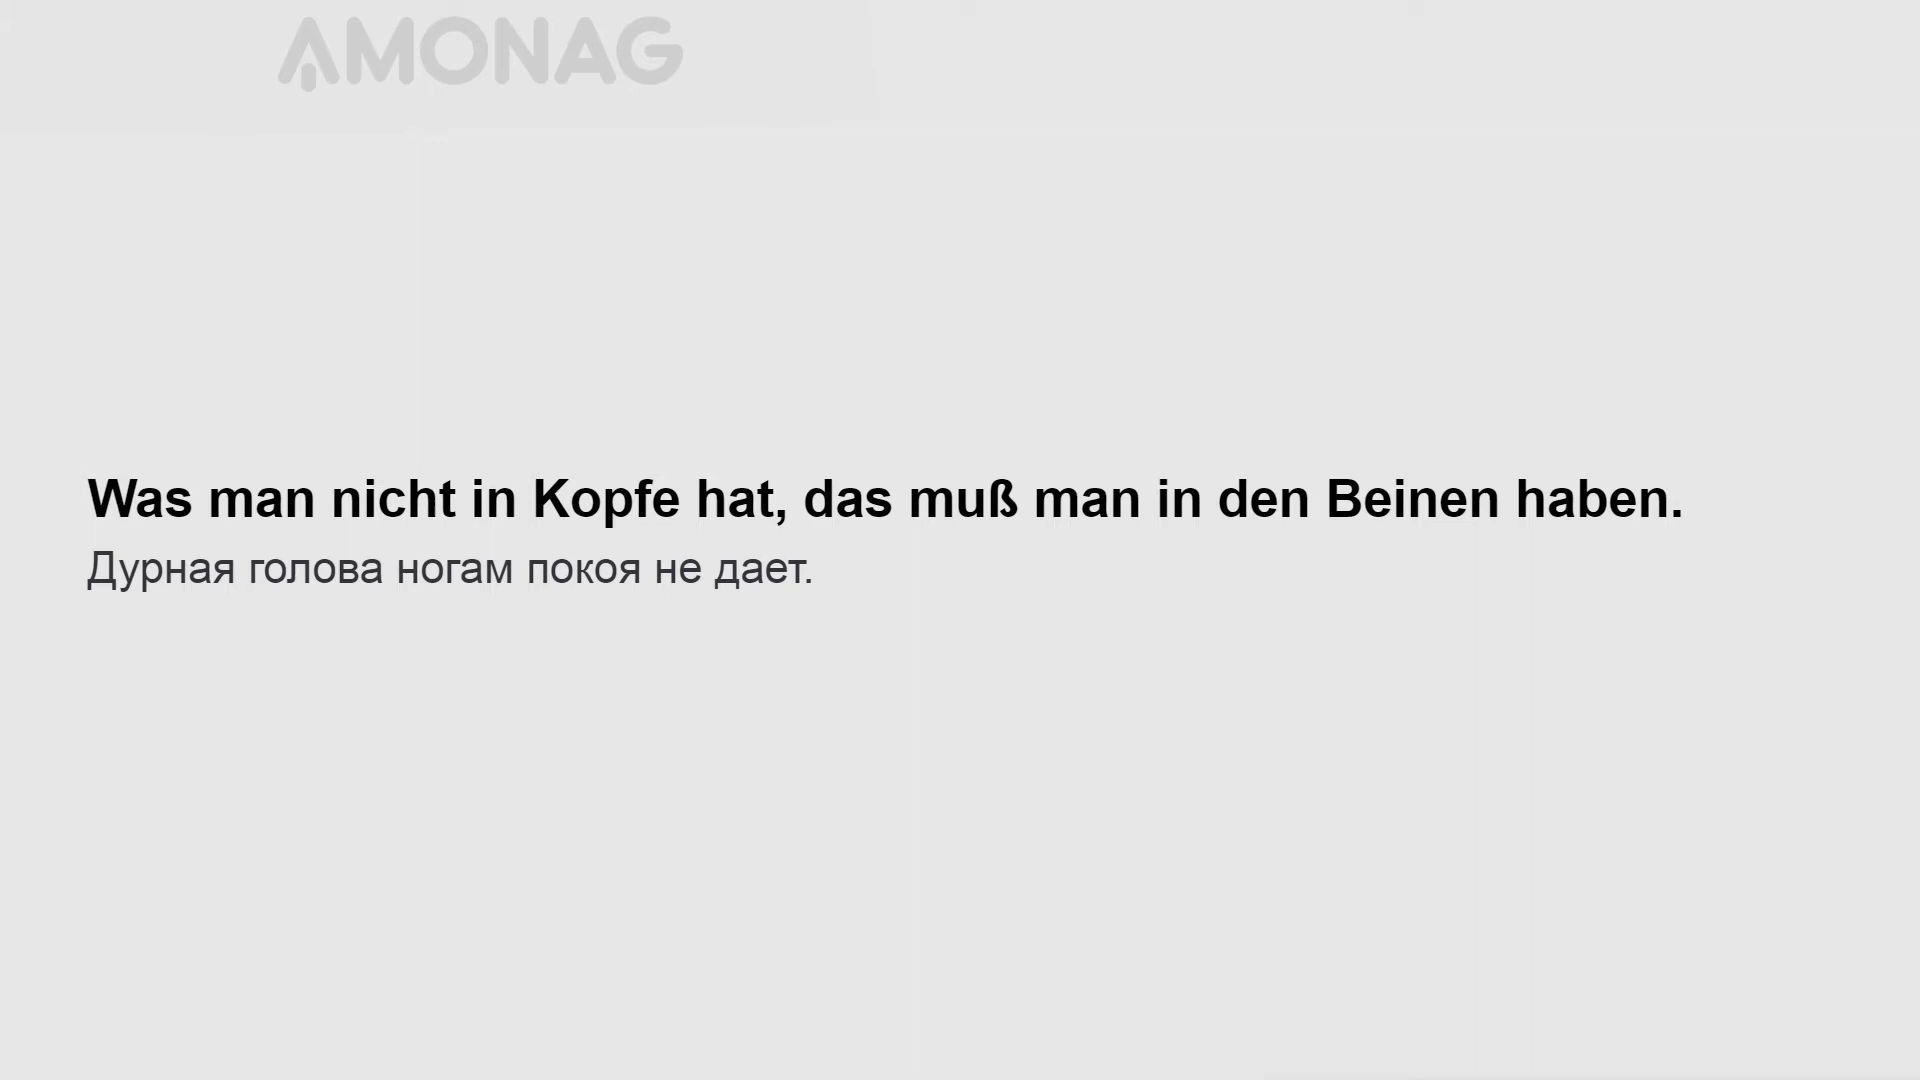 AMONAG
Was man nicht in Kopfe hat, das muß man in den Beinen haben.
Дурная голова ногам покоя не дает.